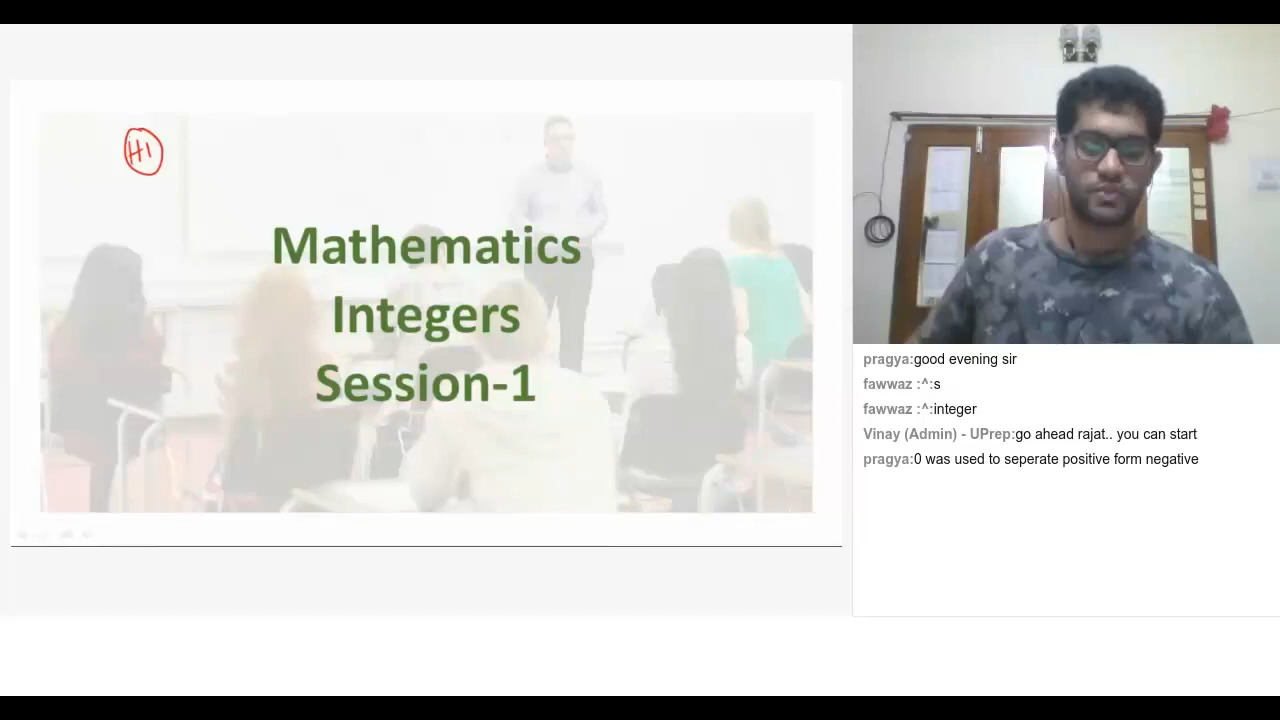 HI
Mathematics
Integers
Session-1
pragya:good evening sir
fawwaz :^:s
fawwaz :^:integer
Vinay (Admin) - UPrep:go ahead rajat.. you can start
pragya:0 was used to seperate positive form negative